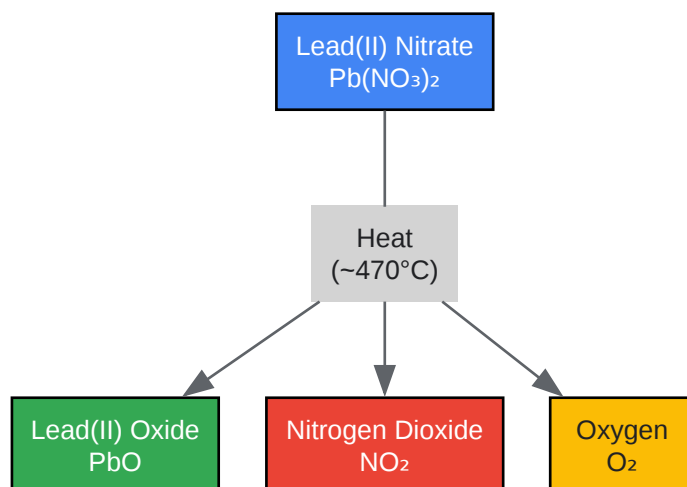 Lead(II) Nitrate
Pb(NO₃)₂
Heat
(~470°C)
Lead(II) Oxide
PbO
Nitrogen Dioxide
NO₂
Oxygen
O₂